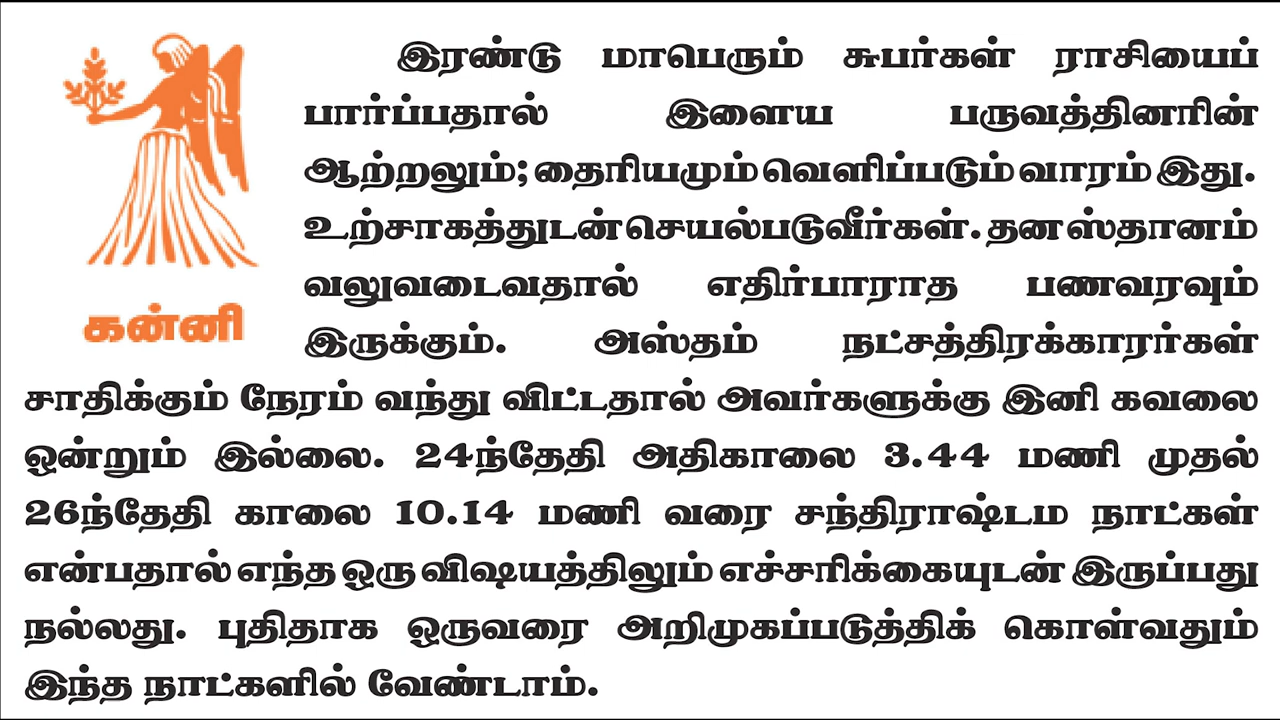 இரண்டு மாபெரும் சுபர்கள் ராசியைப்
பார்ப்பதால் இளைய பருவத்தினரின்
ஆற்றலும்; தைரியமும் வெளிப்படும் வாரம் இது.
உற்சாகத்துடன் செயல்படுவீர்கள். தன ஸ்தானம்
வலுவடைவதால் எதிர்பாராத பணவரவும்
கன்னி
இருக்கும். அஸ்தம் நட்சத்திரக்காரர்கள்
சாதிக்கும் நேரம் வந்து விட்டதால் அவர்களுக்கு இனி கவலை
ஒன்றும் இல்லை. 24ந்தேதி அதிகாலை 3.44 மணி முதல்
26ந்தேதி காலை 10.14 மணி வரை சந்திராஷ்டம நாட்கள்
என்பதால் எந்த ஒரு விஷயத்திலும் எச்சரிக்கையுடன் இருப்பது
நல்லது. புதிதாக ஒருவரை அறிமுகப்படுத்திக் கொள்வதும்
இந்த நாட்களில் வேண்டாம்.